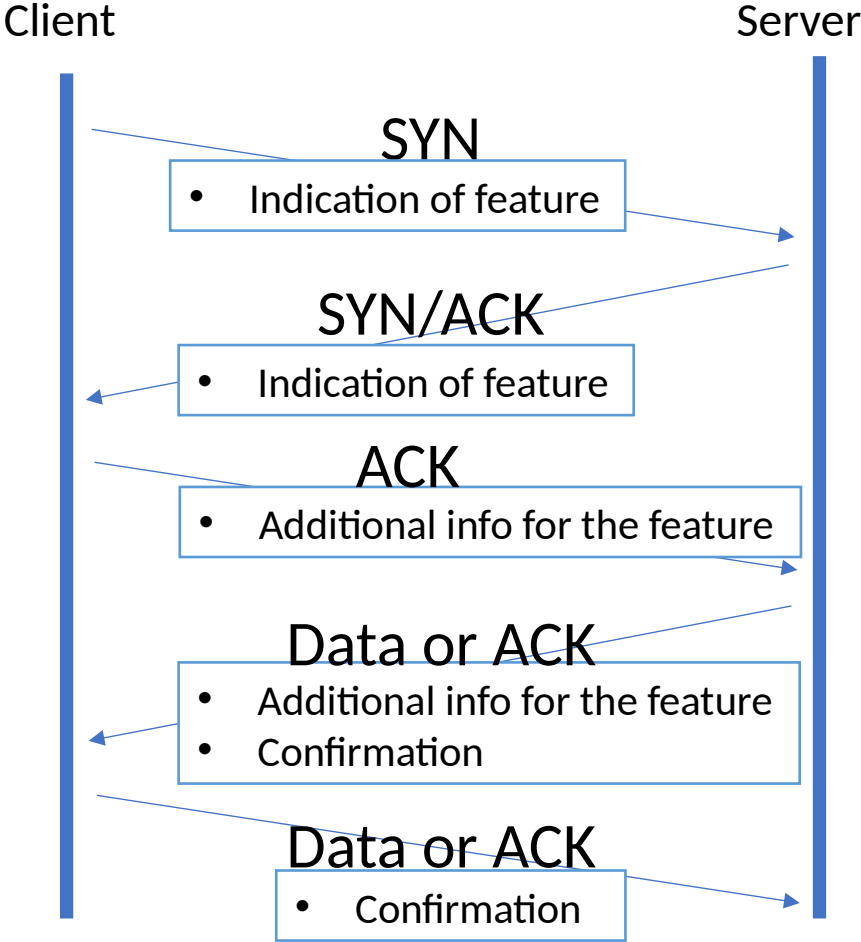 Client
Server
SYN
• Indication of feature
SYN/ACK
• Indication of feature
ACK
• Additional info for the feature
Data or ACK
• Additional info for the feature
• Confirmation
Data or ACK
• Confirmation